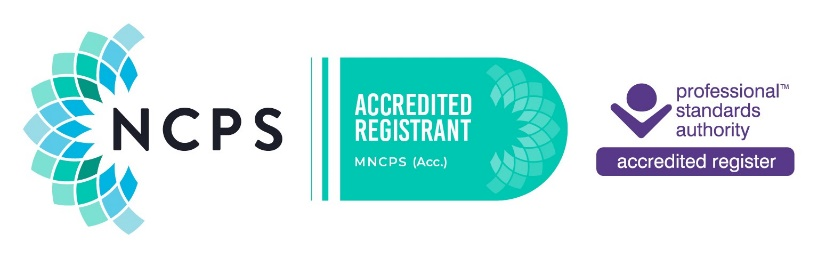 NCPS
ACCREDITED
REGISTRANT
MNCPS (Acc.)
professional™
standards
authority
accredited register